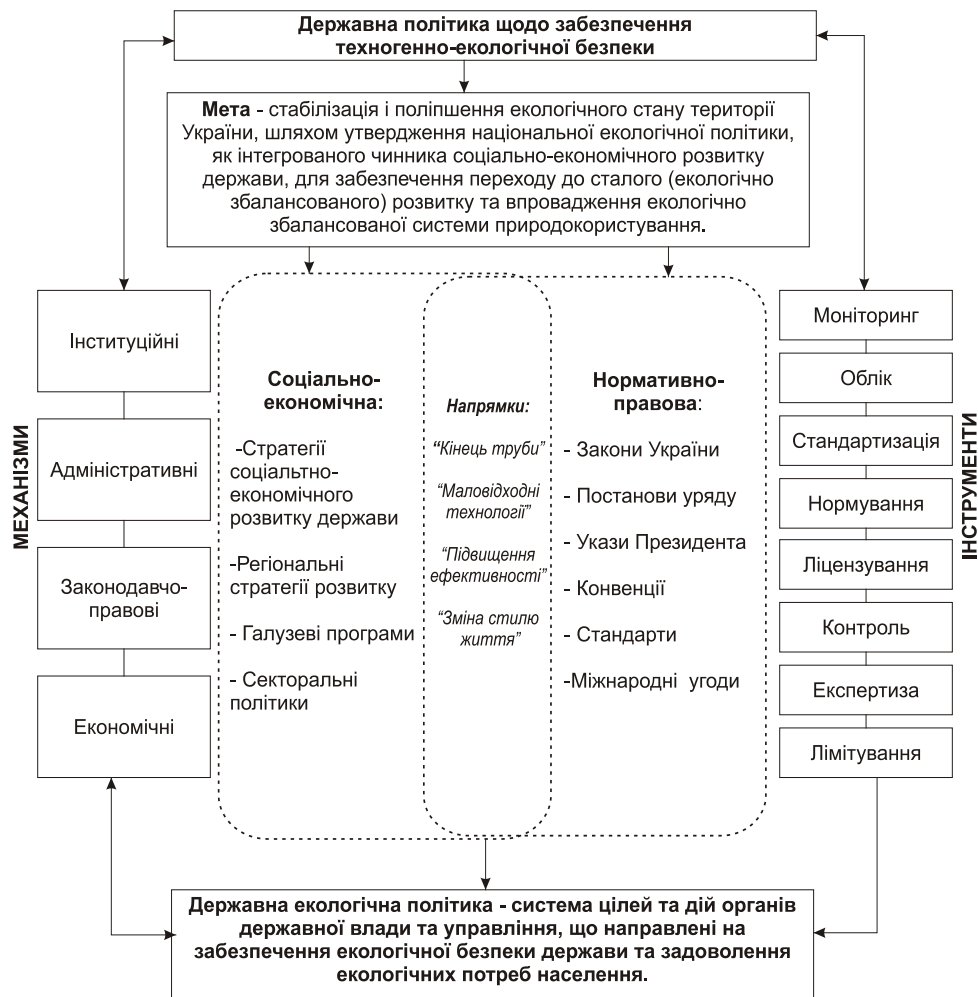 Державна політика щодо забезпечення
техногенно-екологічної безпеки
Мета - стабілізація і поліпшення екологічного стану території
України, шляхом утвердження національної екологічної політики,
як інтегрованого чинника соціально-економічного розвитку
держави, для забезпечення переходу до сталого (екологічно
збалансованого) розвитку та впровадження екологічно
збалансованої системи природокористування.
МЕХАНІЗМИ
Інституційні
Адміністративні
Законодавчо-
правові
Економічні
Соціально-
економічна:
-Стратегії
соціальтно-
економічного
розвитку держави
-Регіональні
стратегії розвитку
- Галузеві програми
- Секторальні
політики
Напрямки:
“Кінець труби”
“Маловідходні
технології”
“Підвищення
ефективності”
“Зміна стилю
життя”
Нормативно-
правова:
- Закони України
- Постанови уряду
- Укази Президента
- Конвенції
- Стандарти
-Міжнародні угоди
Моніторинг
Облік
Стандартизація
Нормування
Ліцензування
Контроль
Експертиза
Лімітування
ІНСТРУМЕНТИ
Державна екологічна політика - система цілей та дій органів
державної влади та управління, що направлені на
забезпечення екологічної безпеки держави та задоволення
екологічних потреб населення.